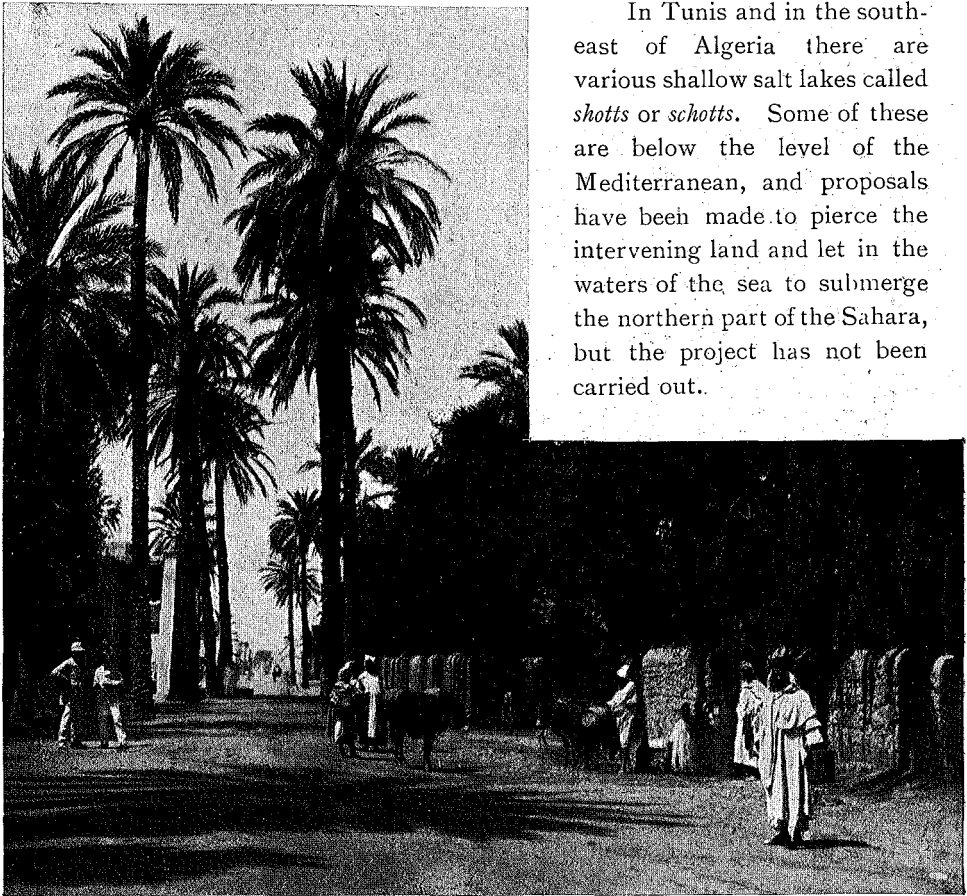 In Tunis and in the south-
east of Algeria there are
various shallow salt lakes called
shotts or schotts. Some of these
are below the level of the
Mediterranean, and proposals
have been made to pierce the
intervening land and let in the
waters of the sea to submerge
the northern part of the Sahara,
but the project has not been
carried out.